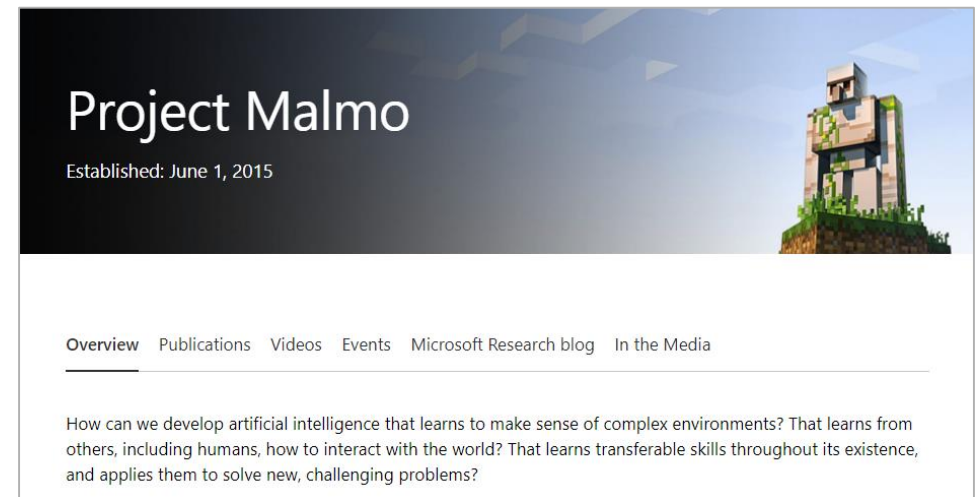 Project Malmo
Established: June 1, 2015
Overview Publications Videos Events Microsoft Research blog In the Media
How can we develop artificial intelligence that learns to make sense of complex environments? That learns from
others, including humans, how to interact with the world? That learns transferable skills throughout its existence,
and applies them to solve new, challenging problems?